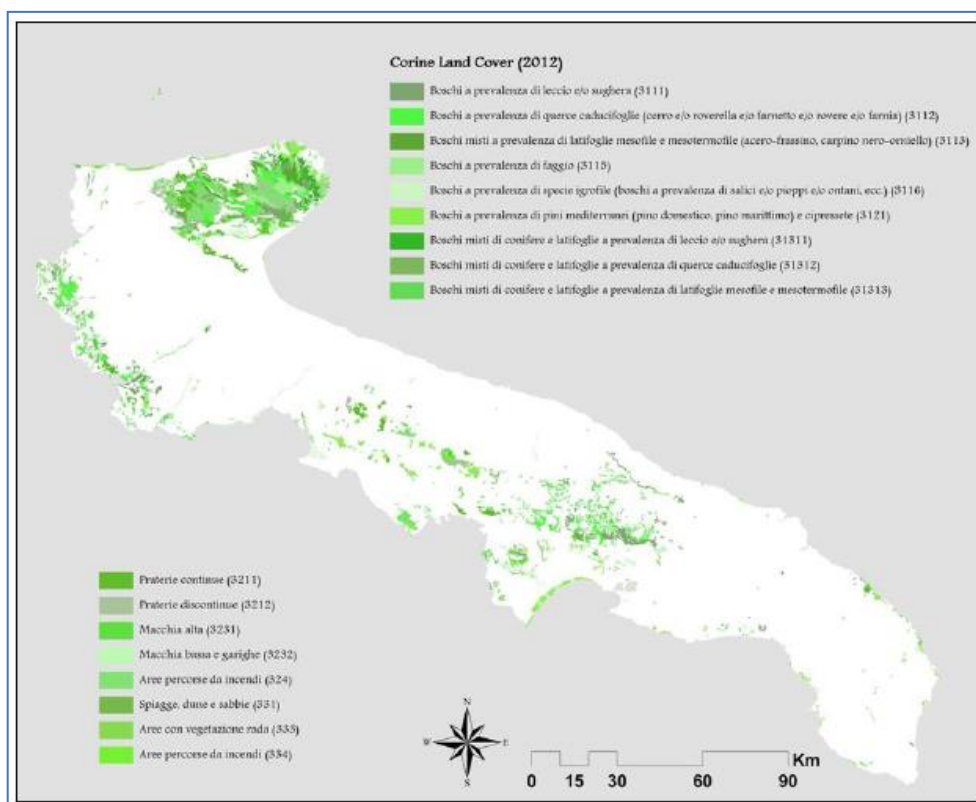 Corine Land Cover (2012)
Boschi a prevalenza di leccio e/o sughera (3111)
Boschi a prevalenza di querce caducifoglie (cerro e/o roverella e/o farnetto e/o rovere e/o farnia) (3112)
Boschi misti a prevalenza di latifoglie mesofile e mesotermofile (acero-frassino, carpino nero-orniello) (3113)
Boschi a prevalenza di faggio (3115)
Boschi a prevalenza di specie igrofile (boschi a prevalenza di salici e/o pioppi e/o ontani, ecc.) (3116)
Boschi a prevalenza di pini mediterranei (pino domestico, pino marittimo) e cipressete (3121)
Boschi misti di conifere e latifoglie a prevalenza di leccio e/o sughera (31311)
Boschi misti di conifere e latifoglie a prevalenza di querce caducifoglie (31312)
Boschi misti di conifere e latifoglie a prevalenza di latifoglie mesofile e mesotermofile (31313)
Praterie continue (3211)
Praterie discontinue (3212)
Macchia alta (3231)
Macchia bassa e garighe (3232)
Aree percorse da incendi (324)
Spiagge, dune e sabbie (331)
Aree con vegetazione rada (333)
Aree percorse da incendi (334)
N
W E
S
Km
0 15 30 60 90